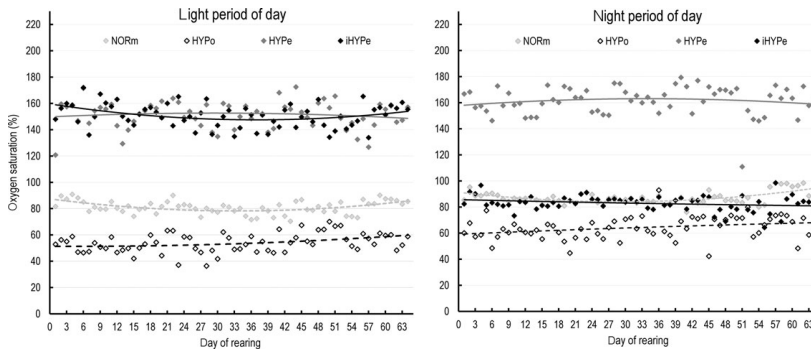 Light period of day
220
NORm HYPo HYPe iHYPe
200
180
160
140
120
100
80
60
40
20
0
Oxygen saturation (%)
0 3 6 9 12 15 18 21 24 27 30 33 36 39 42 45 48 51 54 57 60 63
Day of rearing
Night period of day
220
NORm HYPo HYPe iHYPe
200
180
160
140
120
100
80
60
40
20
0
0 3 6 9 12 15 18 21 24 27 30 33 36 39 42 45 48 51 54 57 60 63
Day of rearing